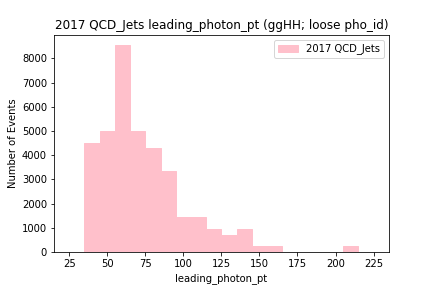 2017 QCD_Jets leading_photon_pt (ggHH; loose pho_id)
2017 QCD_Jets
Number of Events
8000
7000
6000
5000
4000
3000
2000
1000
0
25 50 75 100 125 150 175 200 225
leading_photon_pt